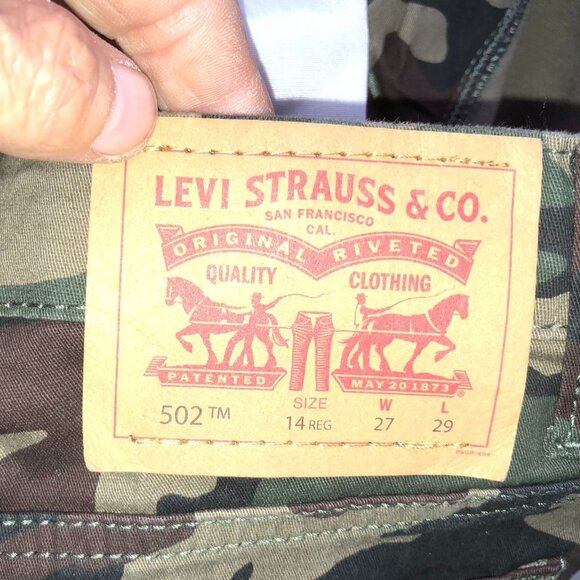 LEVI STRAUSS & CO.
SAN FRANCISCO
CAL.
ORIGINAL RIVETED
QUALITY CLOTHING
PATENTED MAY 20 1873 ®
SIZE W L
502™ 14 REG 27 29